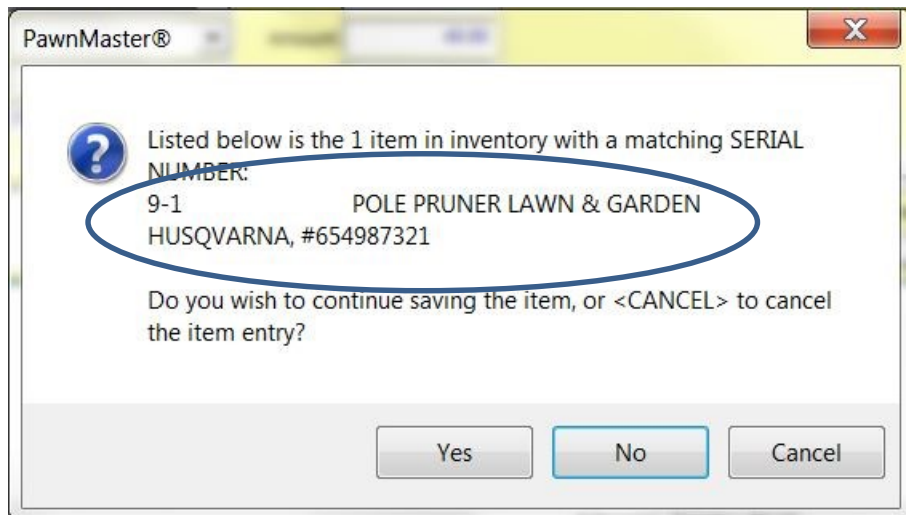 PawnMaster®
Listed below is the 1 item in inventory with a matching SERIAL
NUMBER:
9-1 POLE PRUNER LAWN & GARDEN
HUSQVARNA, #654987321
Do you wish to continue saving the item, or <CANCEL> to cancel
the item entry?
Yes No Cancel